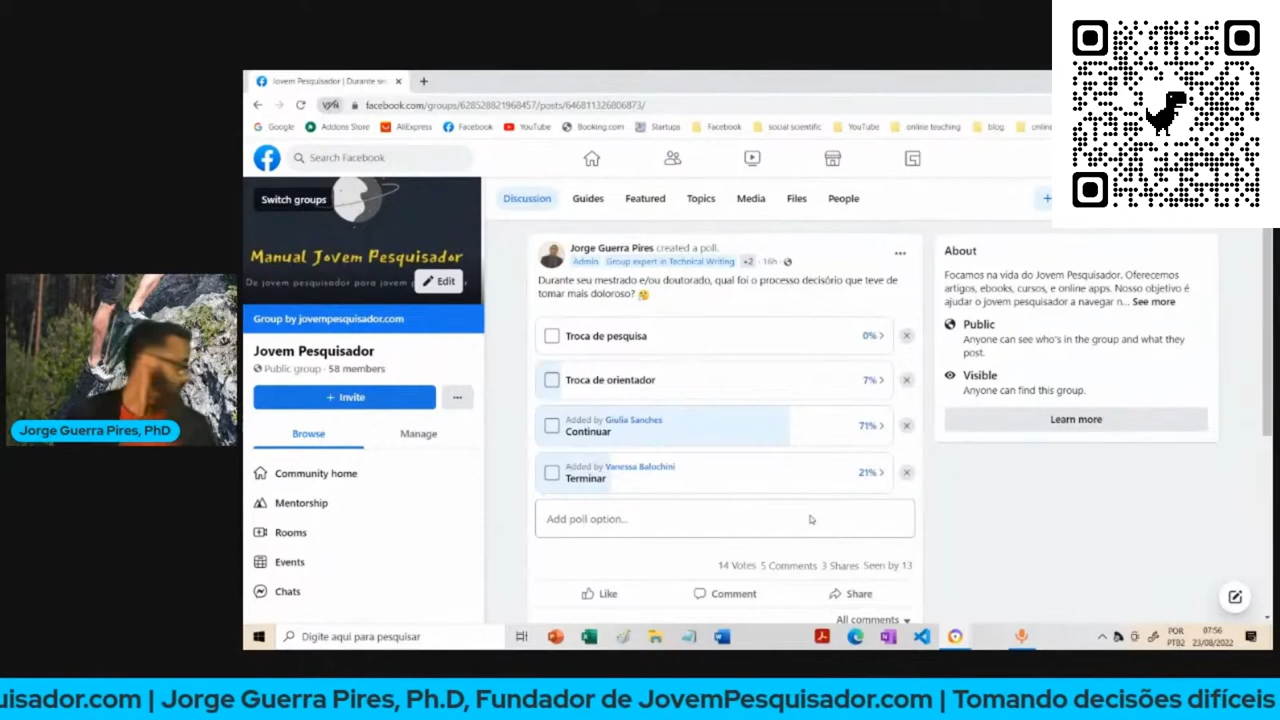 Jovem Pesquisador | Durante seu
facebook.com/groups/628528821968457/posts/646811326806873/
Google Addons Store AliExpress Facebook YouTube Booking.com Startups Facebook social scientific YouTube online teaching blog online
Search Facebook
Switch groups
Manual Jovem Pesquisador
De jovem pesquisador para jovem
Edit
Group by jovempesquisador.com
Jovem Pesquisador
Public group · 58 members
+ Invite
Browse Manage
Community home
Mentorship
Rooms
Events
Chats
Discussion Guides Featured Topics Media Files People
Jorge Guerra Pires created a poll.
Admin Group expert in Technical Writing +2 · 16h
Durante seu mestrado e/ou doutorado, qual foi o processo decisório que teve de
tomar mais doloroso? 🤔
Troca de pesquisa 0%
Troca de orientador 7%
Added by Giulia Sanches
Continuar 71%
Added by Vanessa Balochini
Terminar 21%
Add poll option...
14 Votes 5 Comments 3 Shares Seen by 13
Like Comment Share
All comments
About
Focamos na vida do Jovem Pesquisador. Oferecemos
artigos, ebooks, cursos, e online apps. Nosso objetivo é
ajudar o jovem pesquisador a navegar n... See more
Public
Anyone can see who's in the group and what they
post.
Visible
Anyone can find this group.
Learn more
Jorge Guerra Pires, PhD
Digite aqui para pesquisar
POR
PTB2
07:56
23/08/2022
uisador.com | Jorge Guerra Pires, Ph.D, Fundador de JovemPesquisador.com | Tomando decisões difíceis